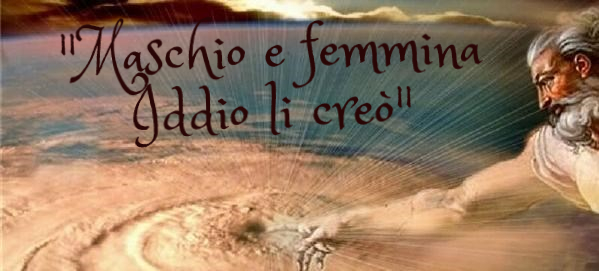 "Maschio e femmina
Iddio li creò"